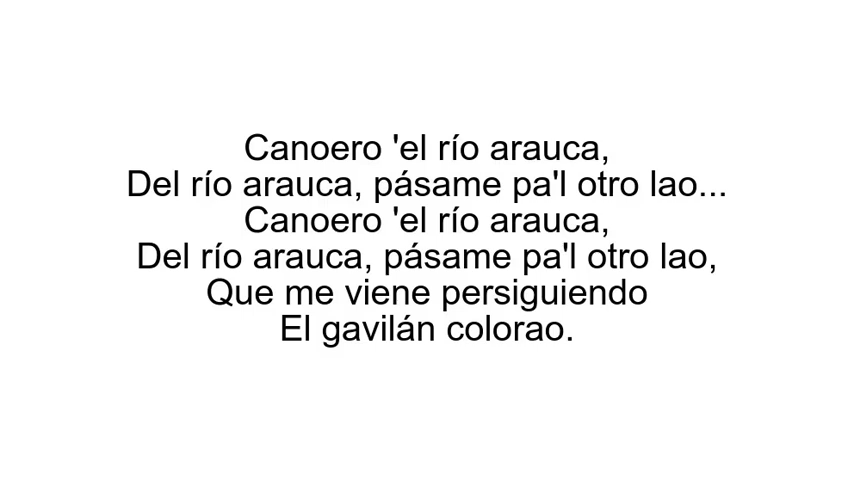 Canoero 'el río arauca,
Del río arauca, pásame pa'l otro lao...
Canoero 'el río arauca,
Del río arauca, pásame pa'l otro lao,
Que me viene persiguiendo
El gavilán colorao.